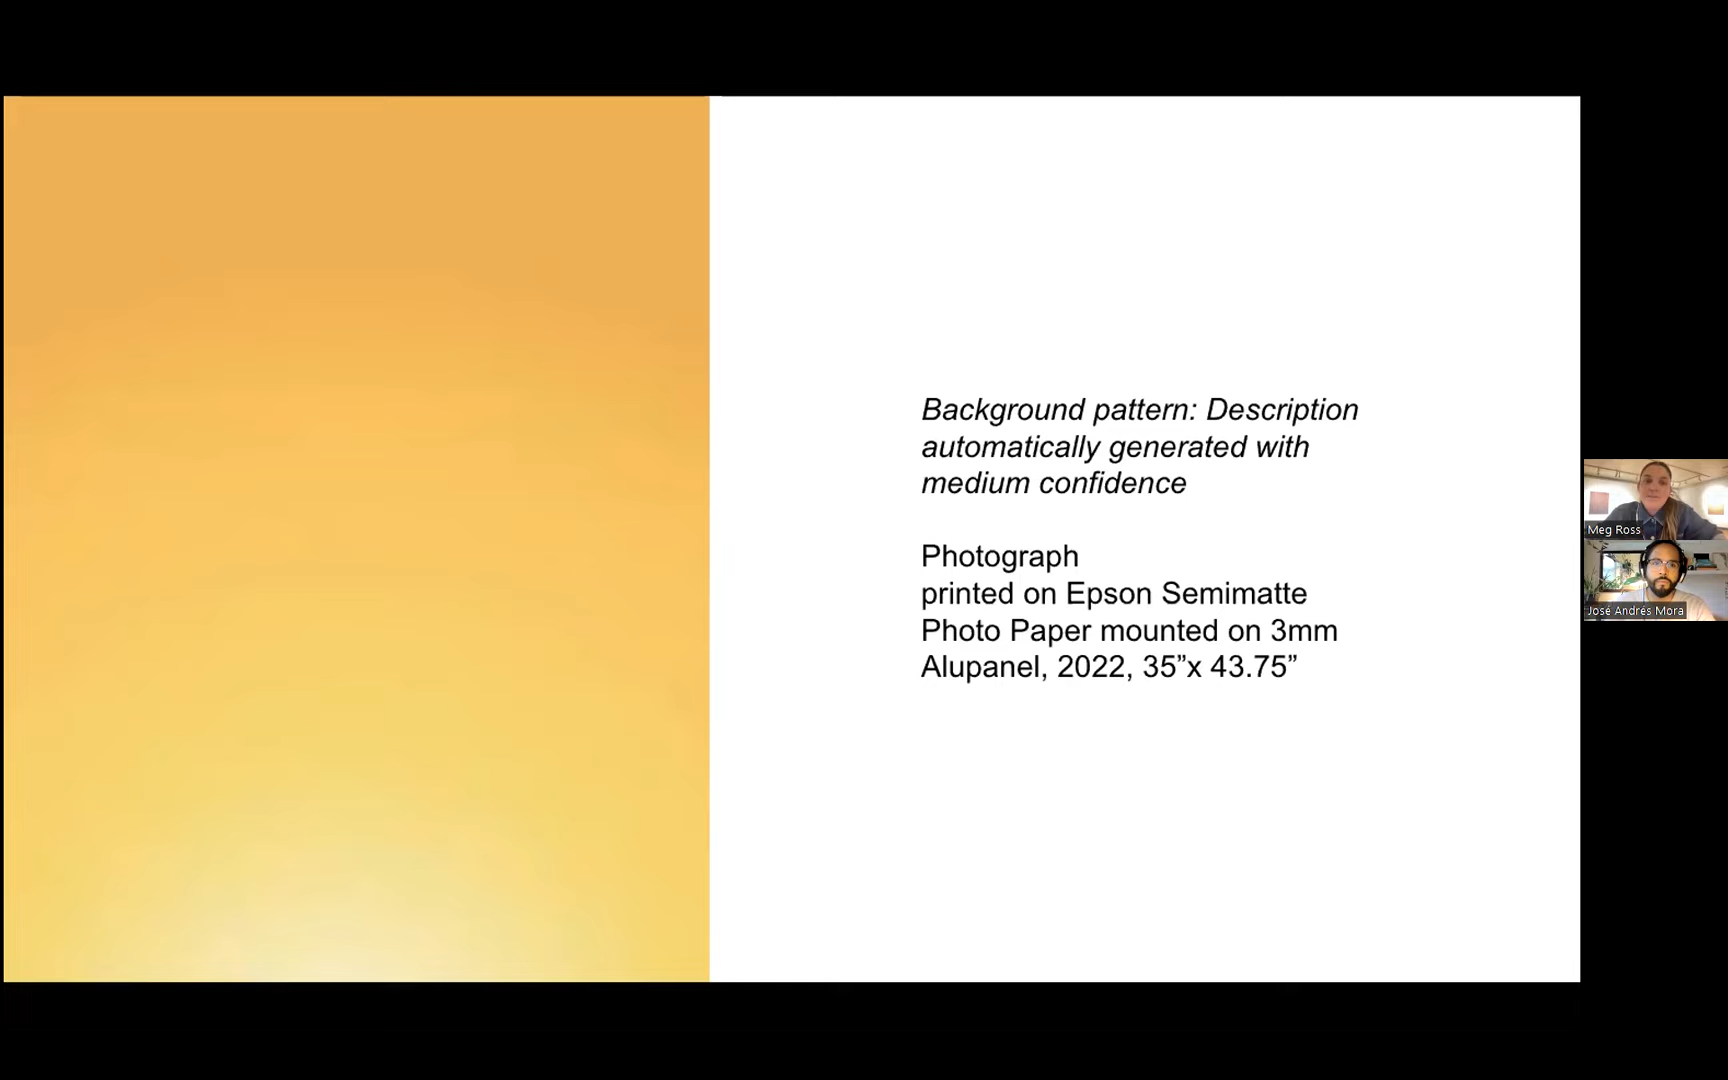 Background pattern: Description
automatically generated with
medium confidence
Photograph
printed on Epson Semimatte
Photo Paper mounted on 3mm
Alupanel, 2022, 35”x 43.75”
Meg Ross
José Andrés Mora